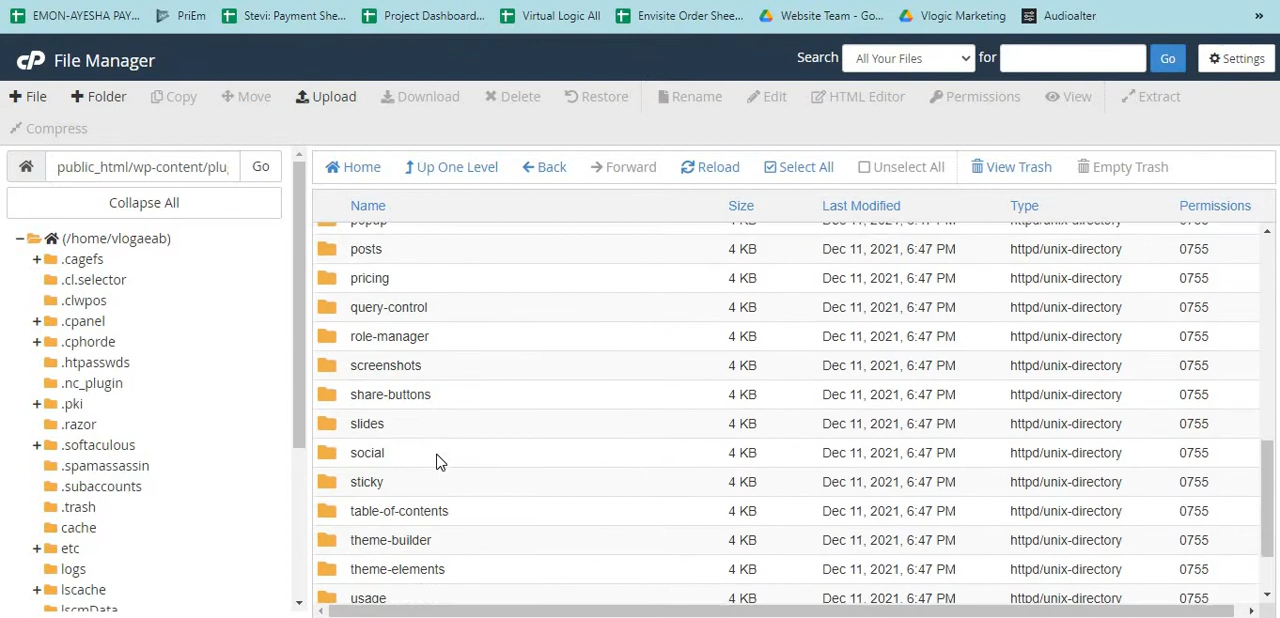 EMON-AYESHA PAY... PriEm Stevi: Payment She... Project Dashboard... Virtual Logic All Envisite Order Shee... Website Team - Go... Vlogic Marketing Audioalter »
cP File Manager Search All Your Files for Go Settings
+ File + Folder Copy Move Upload Download Delete Restore Rename Edit HTML Editor Permissions View Extract
Compress
public_html/wp-content/plu Go Home Up One Level Back Forward Reload Select All Unselect All View Trash Empty Trash
Collapse All
Name Size Last Modified Type Permissions
popup 4 KB Dec 11, 2021, 6:47 PM httpd/unix-directory 0755
(/home/vlogaeab)
posts 4 KB Dec 11, 2021, 6:47 PM httpd/unix-directory 0755
.cagefs
.cl.selector
pricing 4 KB Dec 11, 2021, 6:47 PM httpd/unix-directory 0755
.clwpos
query-control 4 KB Dec 11, 2021, 6:47 PM httpd/unix-directory 0755
.cpanel
role-manager 4 KB Dec 11, 2021, 6:47 PM httpd/unix-directory 0755
.cphorde
.htpasswds
screenshots 4 KB Dec 11, 2021, 6:47 PM httpd/unix-directory 0755
.nc_plugin
share-buttons 4 KB Dec 11, 2021, 6:47 PM httpd/unix-directory 0755
.pki
.razor
slides 4 KB Dec 11, 2021, 6:47 PM httpd/unix-directory 0755
.softaculous
social 4 KB Dec 11, 2021, 6:47 PM httpd/unix-directory 0755
.spamassassin
sticky 4 KB Dec 11, 2021, 6:47 PM httpd/unix-directory 0755
.subaccounts
.trash
table-of-contents 4 KB Dec 11, 2021, 6:47 PM httpd/unix-directory 0755
cache
theme-builder 4 KB Dec 11, 2021, 6:47 PM httpd/unix-directory 0755
etc
logs
theme-elements 4 KB Dec 11, 2021, 6:47 PM httpd/unix-directory 0755
lscache
usage 4 KB Dec 11, 2021, 6:47 PM httpd/unix-directory 0755
lscmData